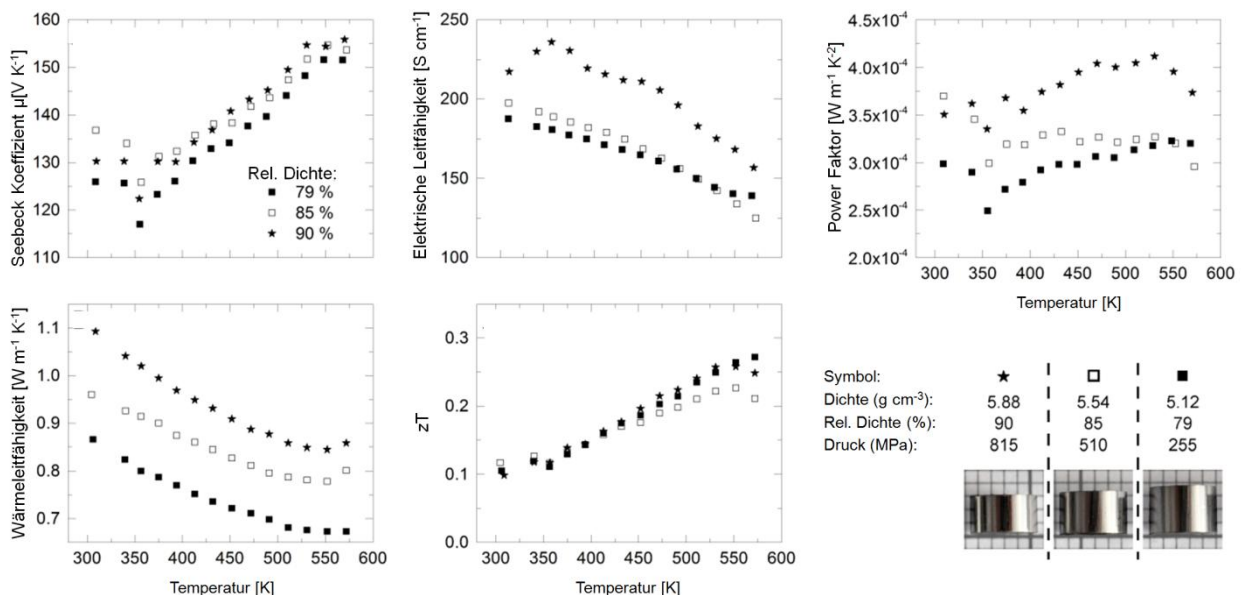 Seebeck Koeffizient µ[V K⁻¹]
160
150
140
130
120
110
100
Rel. Dichte:
■ 79 %
□ 85 %
★ 90 %
Elektrische Leitfähigkeit [S cm⁻¹]
250
200
150
100
Power Faktor [W m⁻¹ K⁻²]
4.5x10⁻⁴
4.0x10⁻⁴
3.5x10⁻⁴
3.0x10⁻⁴
2.5x10⁻⁴
2.0x10⁻⁴
300 350 400 450 500 550 600
Temperatur [K]
Wärmeleitfähigkeit [W m⁻¹ K⁻¹]
1.1
1.0
0.9
0.8
0.7
300 350 400 450 500 550 600
Temperatur [K]
zT
0.3
0.2
0.1
0.0
300 350 400 450 500 550 600
Temperatur [K]
Symbol: ★ □ ■
Dichte (g cm⁻³): 5.88 5.54 5.12
Rel. Dichte (%): 90 85 79
Druck (MPa): 815 510 255